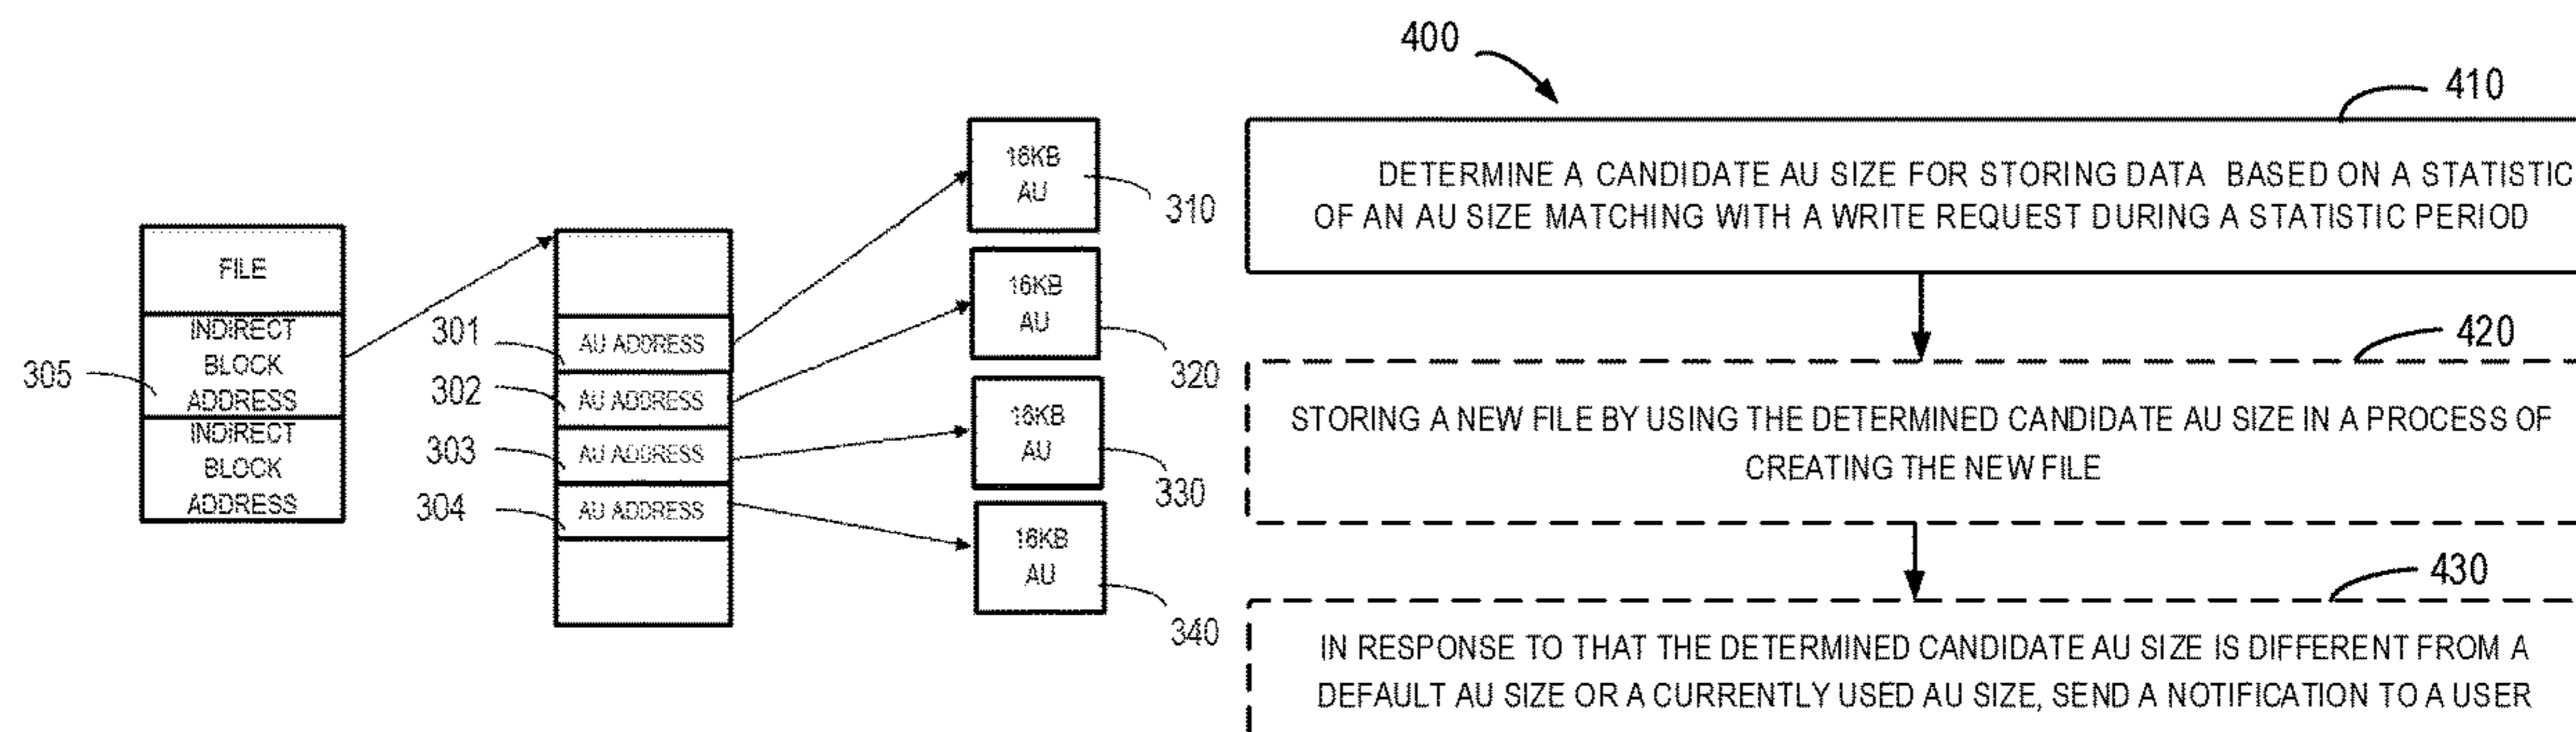 FILE
INDIRECT
BLOCK
ADDRESS
INDIRECT
BLOCK
ADDRESS
305
301
302
303
304
AU ADDRESS
AU ADDRESS
AU ADDRESS
AU ADDRESS
16KB
AU
310
16KB
AU
320
16KB
AU
330
16KB
AU
340
400
410
DETERMINE A CANDIDATE AU SIZE FOR STORING DATA BASED ON A STATISTIC
OF AN AU SIZE MATCHING WITH A WRITE REQUEST DURING A STATISTIC PERIOD
420
STORING A NEW FILE BY USING THE DETERMINED CANDIDATE AU SIZE IN A PROCESS OF
CREATING THE NEW FILE
430
IN RESPONSE TO THAT THE DETERMINED CANDIDATE AU SIZE IS DIFFERENT FROM A
DEFAULT AU SIZE OR A CURRENTLY USED AU SIZE, SEND A NOTIFICATION TO A USER